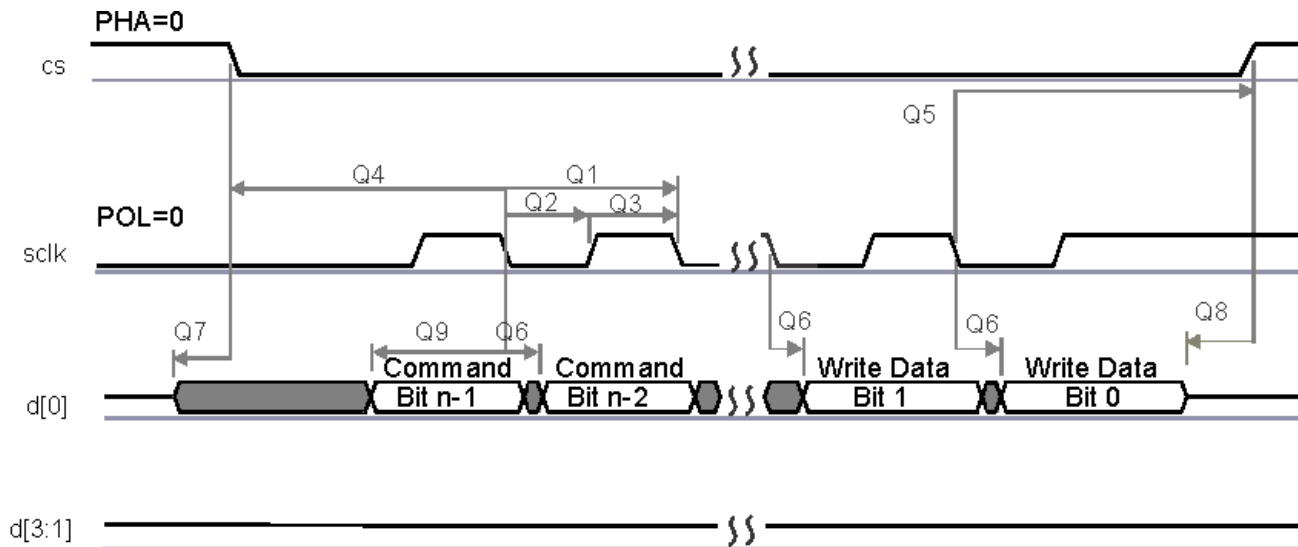 PHA=0
cs
Q5
Q4 Q1
Q2 Q3
POL=0
sclk
Q7 Q9 Q6 Q6 Q6 Q8
Command Command Write Data Write Data
d[0] Bit n-1 Bit n-2 Bit 1 Bit 0
d[3:1]